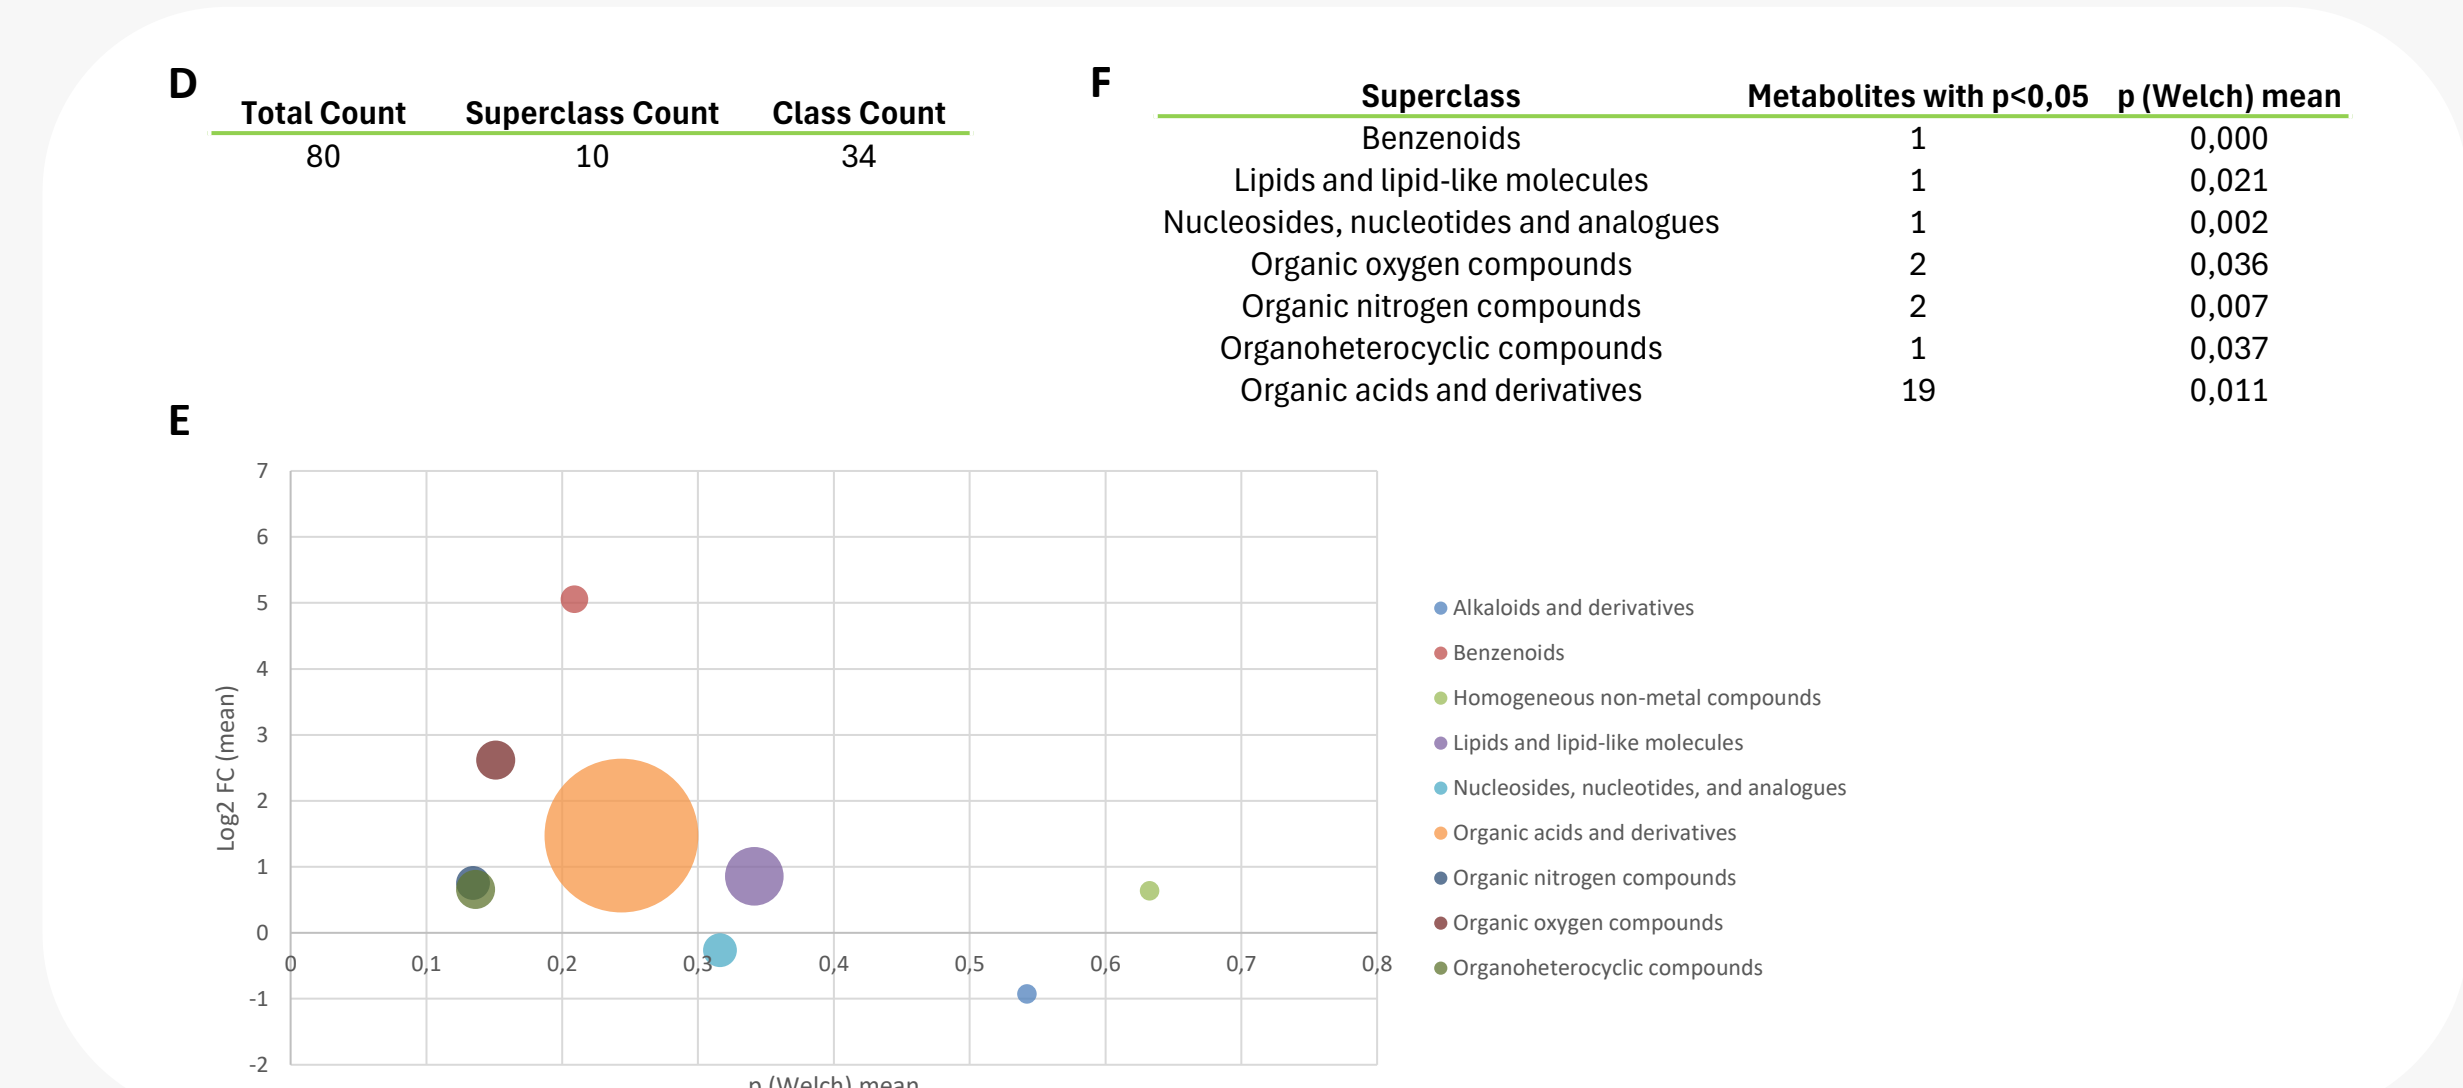 D
Total Count Superclass Count Class Count
80 10 34
F
Superclass Metabolites with p<0,05 p (Welch) mean
Benzenoids 1 0,000
Lipids and lipid-like molecules 1 0,021
Nucleosides, nucleotides and analogues 1 0,002
Organic oxygen compounds 2 0,036
Organic nitrogen compounds 2 0,007
Organoheterocyclic compounds 1 0,037
Organic acids and derivatives 19 0,011
E
Log2 FC (mean)
7
6
5
4
3
2
1
0
-1
-2
0 0,1 0,2 0,3 0,4 0,5 0,6 0,7 0,8
p (Welch) mean
Alkaloids and derivatives
Benzenoids
Homogeneous non-metal compounds
Lipids and lipid-like molecules
Nucleosides, nucleotides, and analogues
Organic acids and derivatives
Organic nitrogen compounds
Organic oxygen compounds
Organoheterocyclic compounds